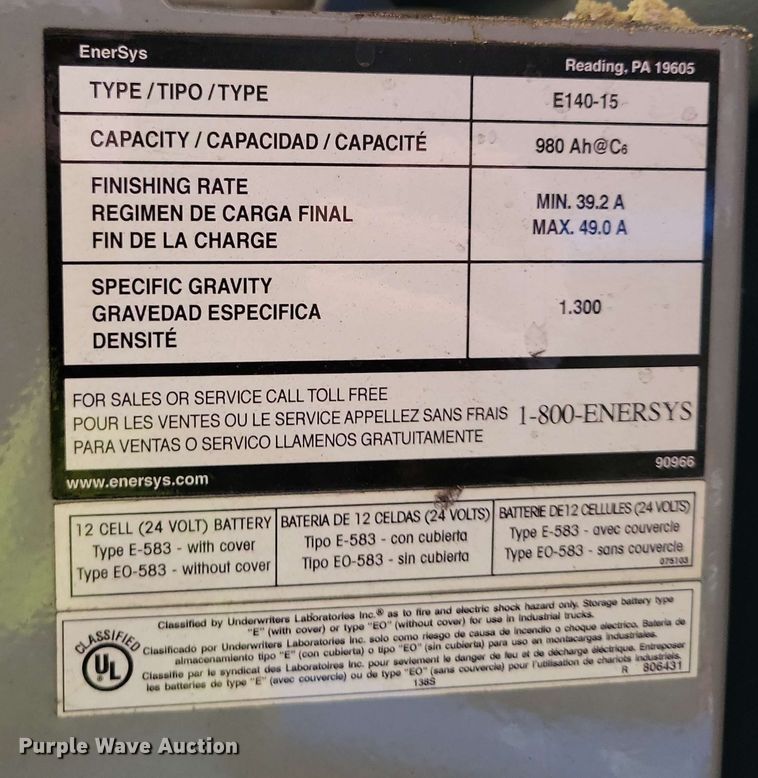 EnerSys
Reading, PA 19605
TYPE / TIPO / TYPE
E140-15
CAPACITY / CAPACIDAD / CAPACITÉ
980 Ah@C6
FINISHING RATE
REGIMEN DE CARGA FINAL
FIN DE LA CHARGE
MIN. 39.2 A
MAX. 49.0 A
SPECIFIC GRAVITY
GRAVEDAD ESPECIFICA
DENSITÉ
1.300
FOR SALES OR SERVICE CALL TOLL FREE
POUR LES VENTES OU LE SERVICE APPELLEZ SANS FRAIS
PARA VENTAS O SERVICO LLAMENOS GRATUITAMENTE
1-800-ENERSYS
www.enersys.com
90966
12 CELL (24 VOLT) BATTERY
Type E-583 - with cover
Type EO-583 - without cover
BATERIA DE 12 CELDAS (24 VOLTS)
Tipo E-583 - con cubierta
Tipo EO-583 - sin cubierta
BATTERIE DE 12 CELLULES (24 VOLTS)
Type E-583 - avec couvercle
Type EO-583 - sans couvercle
075103
CLASSIFIED
UL
Classified by Underwriters Laboratories Inc.® as to fire and electric shock hazard only. Storage battery type
"E" (with cover) or type "EO" (without cover) for use in industrial trucks.
Clasificado por Underwriters Laboratories Inc. solo como riesgo de causa de incendio o choque electrico. Bateria de
almacenamiento tipo "E" (con cubierta) o tipo "EO" (sin cubierta) para uso en montacargas industriales.
Classifie par le syndicat des Laboratoires Inc. pour seviement le danger de feu et de décharge éléctrique. Entreposer
les batteries de type "E" (avec couvercle) ou de type "EO" (sans couvercle) pour l'utilisation de chariots industriels.
138S
R 806431
Purple Wave Auction